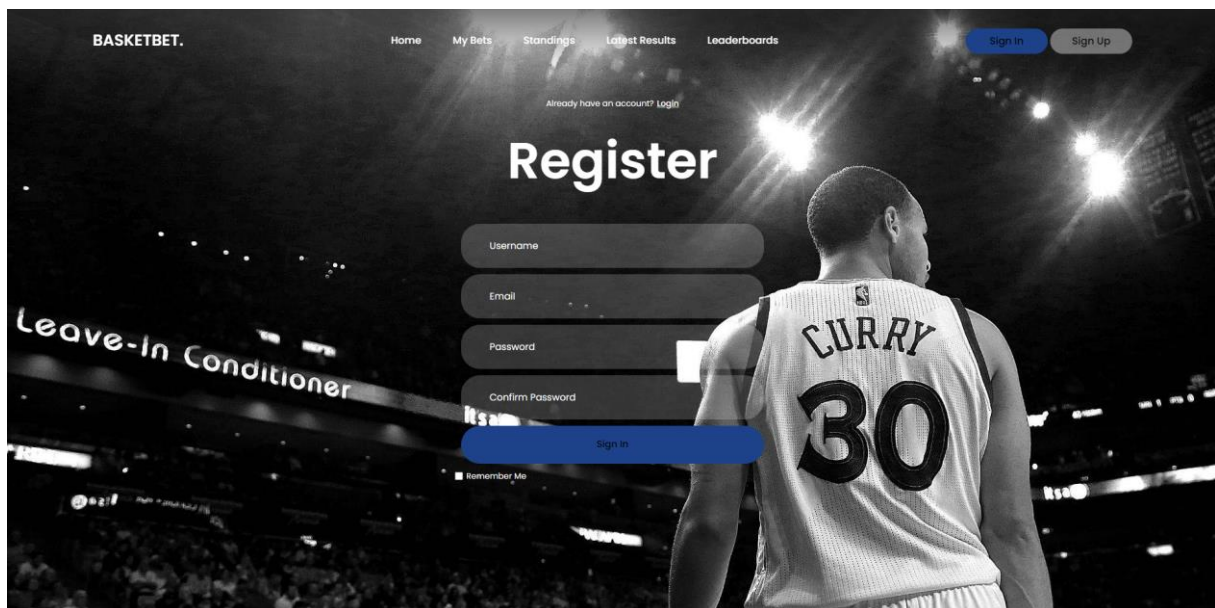 BASKETBET.
Home My Bets Standings Latest Results Leaderboards
Sign In Sign Up
Already have an account? Login
Register
Username
Email
Password
Confirm Password
Sign in
Remember Me
Leave-In Conditioner
itsa
CURRY
30